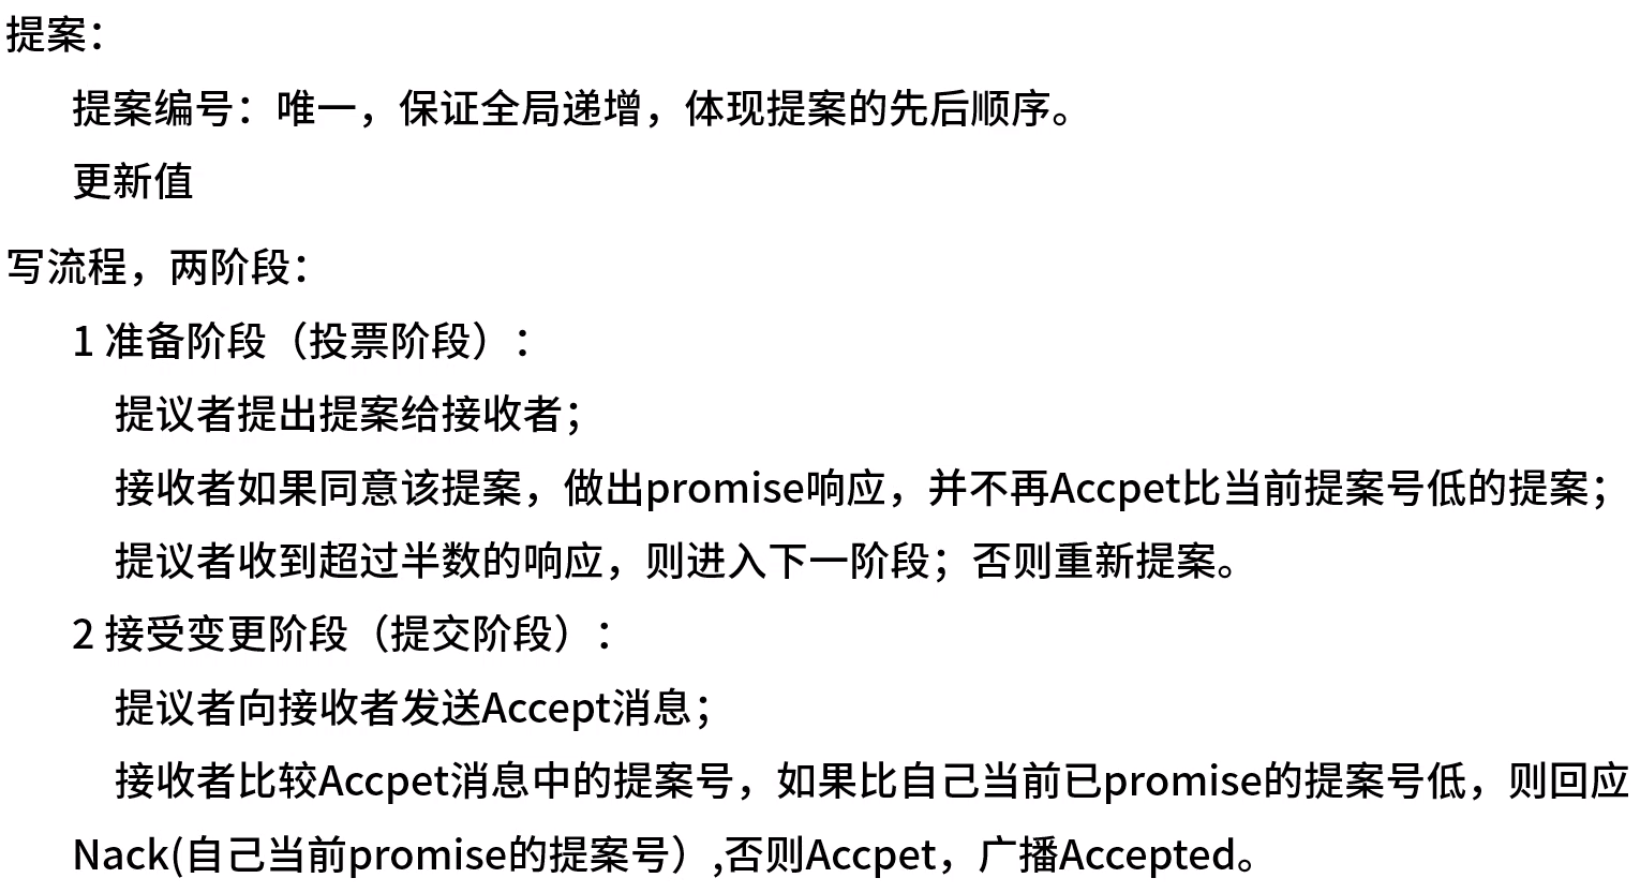 提案：
提案编号：唯一，保证全局递增，体现提案的先后顺序。
更新值
写流程，两阶段：
1 准备阶段（投票阶段）：
提议者提出提案给接收者；
接收者如果同意该提案，做出promise响应，并不再Accpet比当前提案号低的提案；
提议者收到超过半数的响应，则进入下一阶段；否则重新提案。
2 接受变更阶段（提交阶段）：
提议者向接收者发送Accept消息；
接收者比较Accpet消息中的提案号，如果比自己当前已promise的提案号低，则回应
Nack(自己当前promise的提案号）,否则Accpet，广播Accepted。